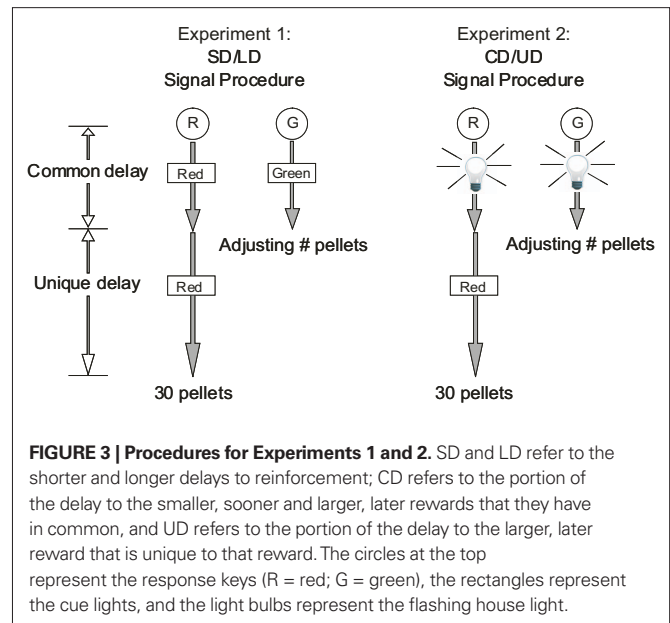 Experiment 1:
SD/LD
Signal Procedure
Experiment 2:
CD/UD
Signal Procedure
R
G
R
G
Common delay
Red
Green
Adjusting # pellets
Adjusting # pellets
Unique delay
Red
Red
30 pellets
30 pellets
FIGURE 3 | Procedures for Experiments 1 and 2. SD and LD refer to the
shorter and longer delays to reinforcement; CD refers to the portion of
the delay to the smaller, sooner and larger, later rewards that they have
in common, and UD refers to the portion of the delay to the larger, later
reward that is unique to that reward. The circles at the top
represent the response keys (R = red; G = green), the rectangles represent
the cue lights, and the light bulbs represent the flashing house light.